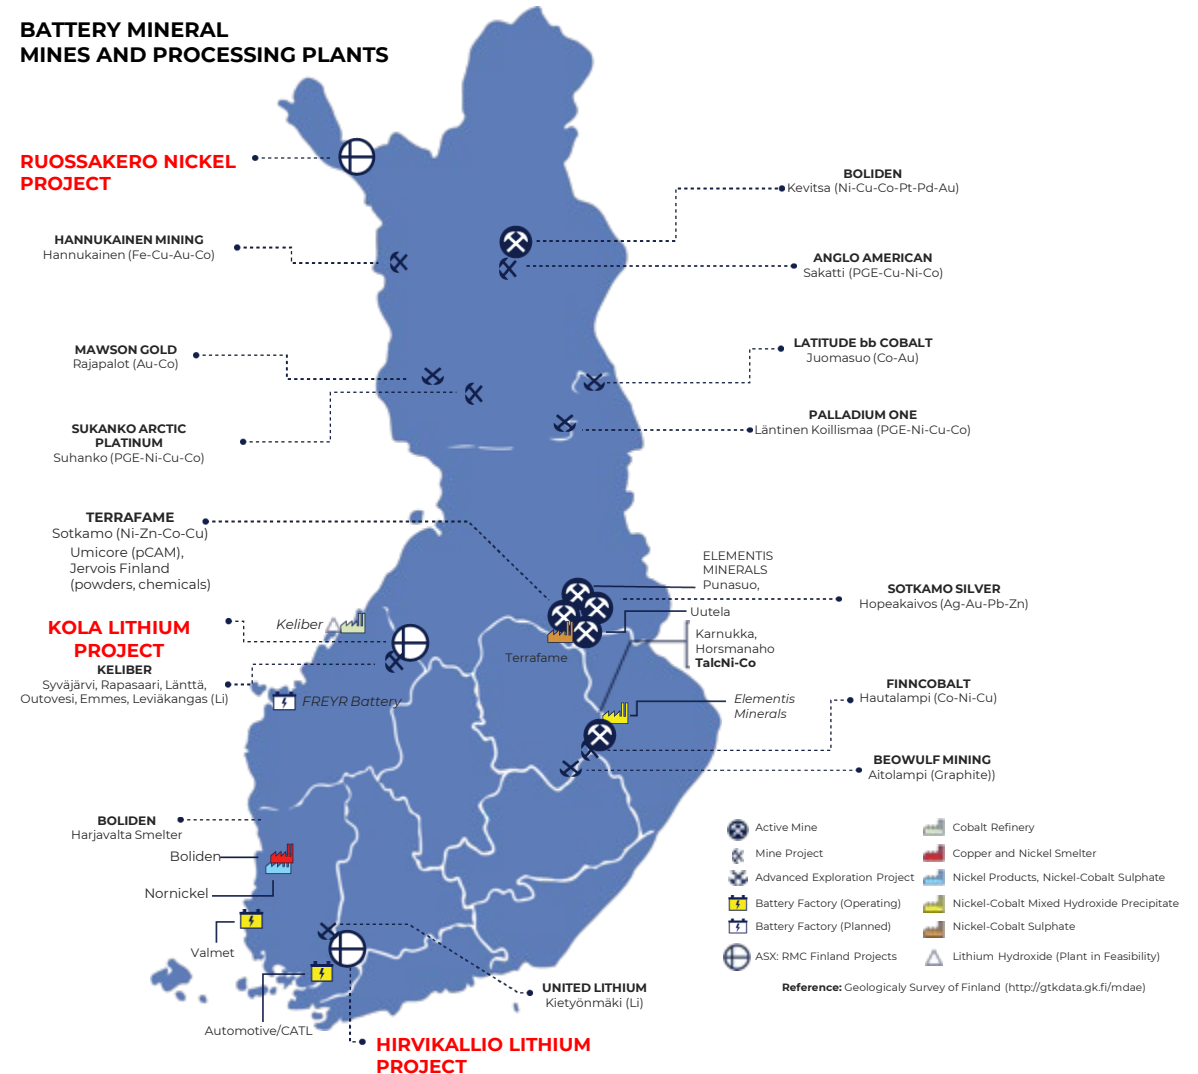 BATTERY MINERAL
MINES AND PROCESSING PLANTS
RUOSSAKERO NICKEL
PROJECT
BOLIDEN
Kevitsa (Ni-Cu-Co-Pt-Pd-Au)
HANNUKAINEN MINING
Hannukainen (Fe-Cu-Au-Co)
ANGLO AMERICAN
Sakatti (PGE-Cu-Ni-Co)
MAWSON GOLD
Rajapalot (Au-Co)
LATITUDE bb COBALT
Juomasuo (Co-Au)
SUKANKO ARCTIC
PLATINUM
Suhanko (PGE-Ni-Cu-Co)
PALLADIUM ONE
Läntinen Koillismaa (PGE-Ni-Cu-Co)
TERRAFAME
Sotkamo (Ni-Zn-Co-Cu)
Umicore (pCAM),
Jervois Finland
(powders, chemicals)
ELEMENTIS
MINERALS
Punasuo,
SOTKAMO SILVER
Hopeakaivos (Ag-Au-Pb-Zn)
Uutela
Keliber
KOLA LITHIUM
PROJECT
Karnukka,
Horsmanaho
TalcNi-Co
Terrafame
KELIBER
Syväjärvi, Rapasaari, Länttä,
Outovesi, Emmes, Leviäkangas (Li)
FREYR Battery
FINNCOBALT
Hautalampi (Co-Ni-Cu)
Elementis
Minerals
BEOWULF MINING
Aitolampi (Graphite))
BOLIDEN
Harjavalta Smelter
Boliden
Nornickel
Valmet
Automotive/CATL
UNITED LITHIUM
Kietyönmäki (Li)
HIRVIKALLIO LITHIUM
PROJECT
Active Mine
Mine Project
Advanced Exploration Project
Battery Factory (Operating)
Battery Factory (Planned)
ASX: RMC Finland Projects
Cobalt Refinery
Copper and Nickel Smelter
Nickel Products, Nickel-Cobalt Sulphate
Nickel-Cobalt Mixed Hydroxide Precipitate
Nickel-Cobalt Sulphate
Lithium Hydroxide (Plant in Feasibility)
Reference: Geologicaly Survey of Finland (http://gtkdata.gk.fi/mdae)